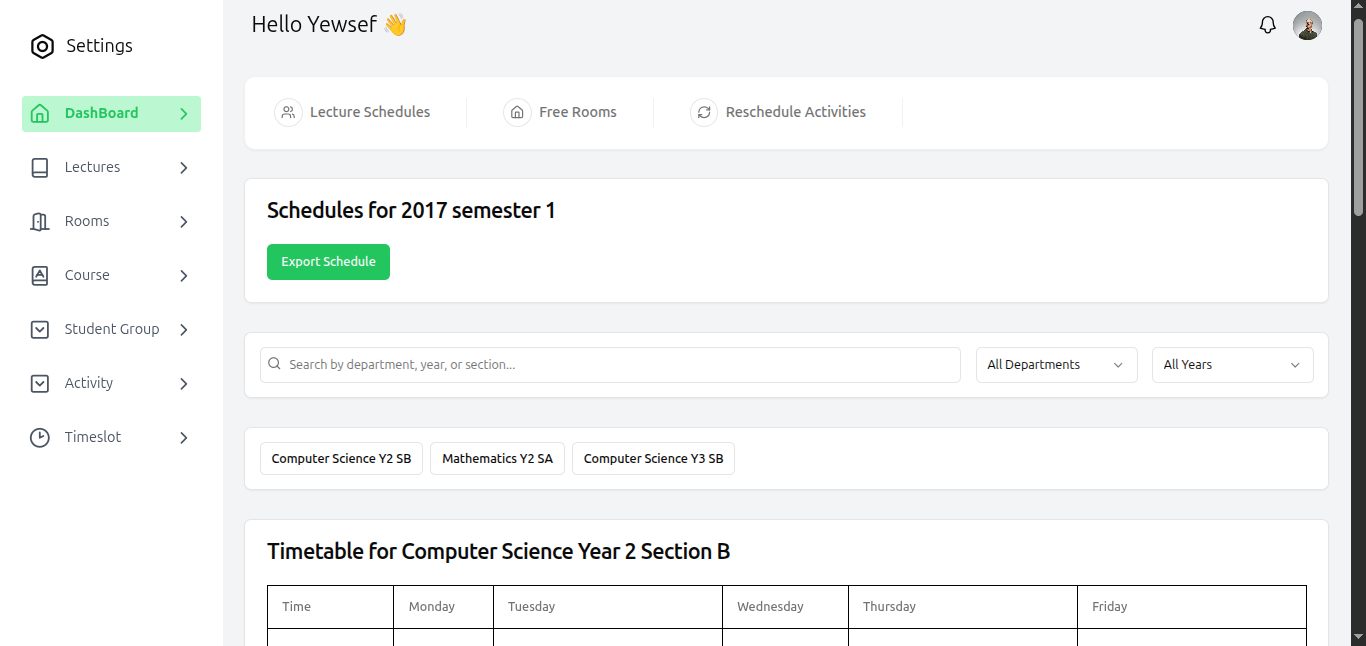 Settings
DashBoard
Lectures
Rooms
Course
Student Group
Activity
Timeslot
Hello Yewsef 👋
Lecture Schedules
Free Rooms
Reschedule Activities
Schedules for 2017 semester 1
Export Schedule
Search by department, year, or section...
All Departments
All Years
Computer Science Y2 SB
Mathematics Y2 SA
Computer Science Y3 SB
Timetable for Computer Science Year 2 Section B
Time Monday Tuesday Wednesday Thursday Friday